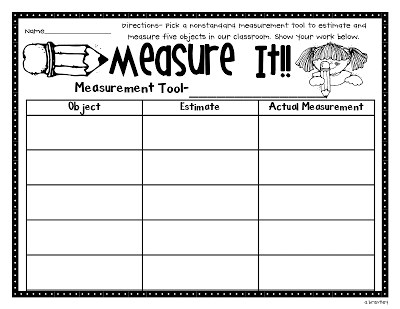 Name
Directions- Pick a nonstandard measurement tool to estimate and
measure five objects in our classroom. Show your work below.
Measure It!!
Measurement Tool-
Object Estimate Actual Measurement